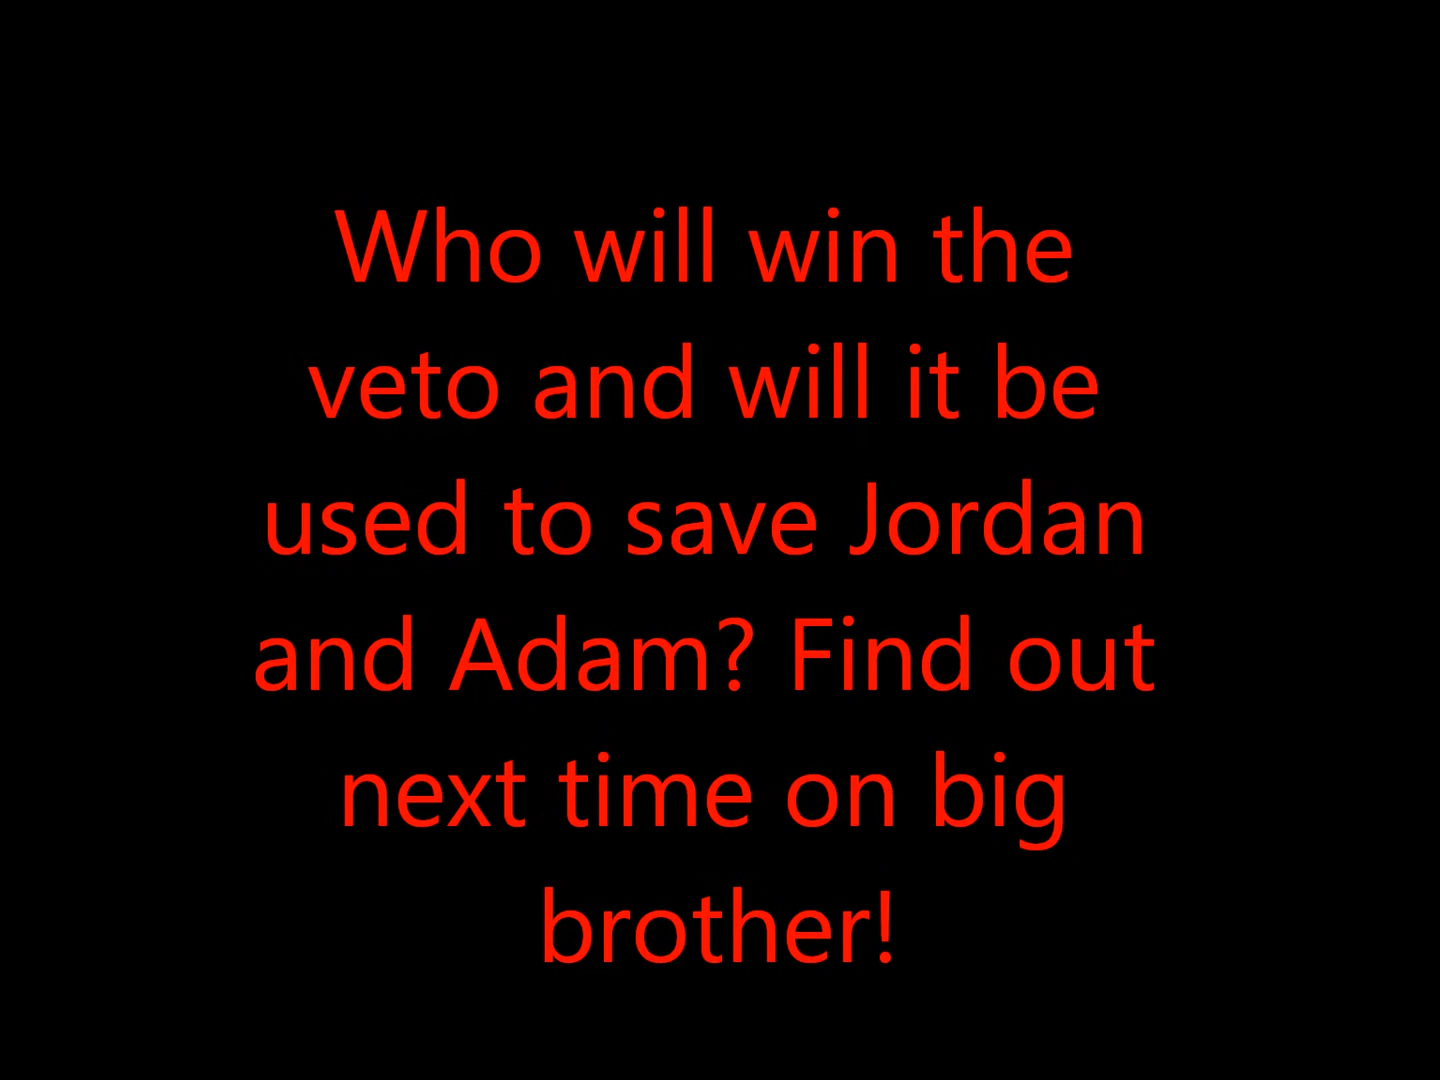 Who will win the
veto and will it be
used to save Jordan
and Adam? Find out
next time on big
brother!